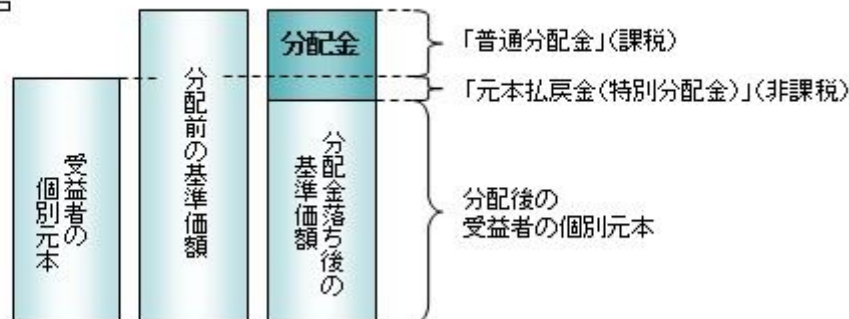 受益者の
個別元本
分配前の基準価額
分配金
分配金落ち後の
基準価額
「普通分配金」(課税)
「元本払戻金(特別分配金)」(非課税)
分配後の
受益者の個別元本